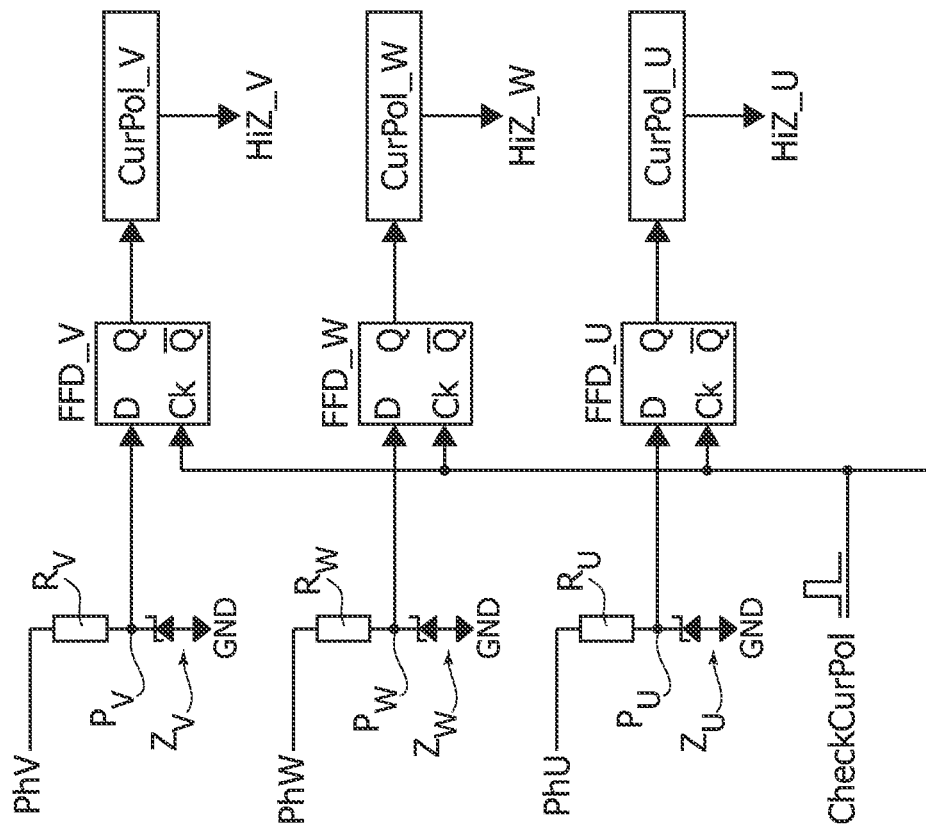 PhV
R_V
P_V
Z_V
GND
FFD_V
D Q
Ck Q̅
CurPol_V
HiZ_V
PhW
R_W
P_W
Z_W
GND
FFD_W
D Q
Ck Q̅
CurPol_W
HiZ_W
PhU
R_U
P_U
Z_U
GND
FFD_U
D Q
Ck Q̅
CurPol_U
HiZ_U
CheckCurPol